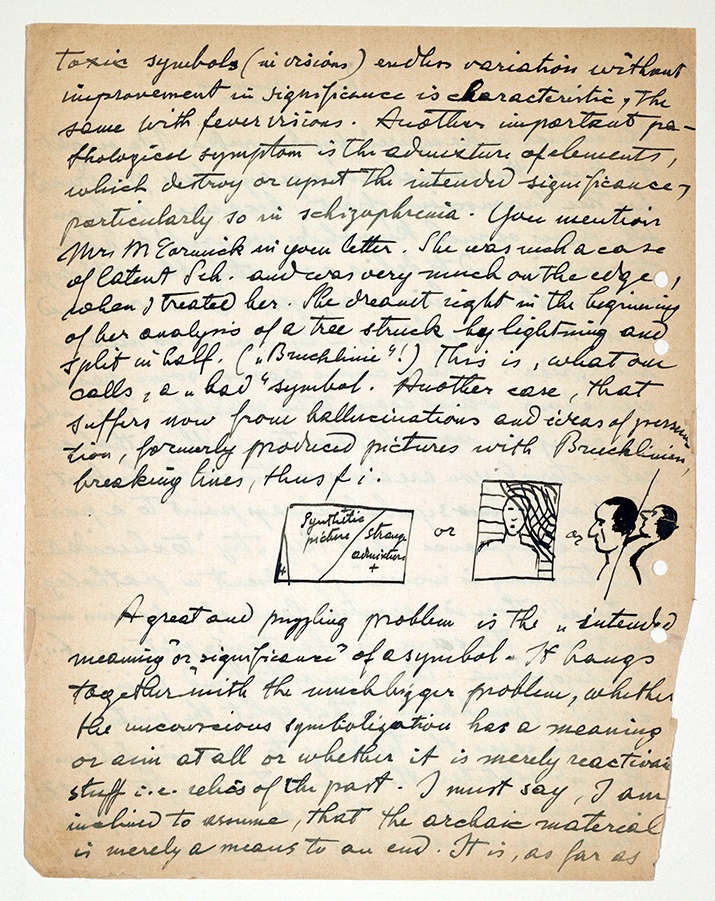 toxic symbols (in visions) endless variation without
improvement in significance is characteristic, the
same with fever visions. Another important pa-
thological symptom is the admixture of elements,
which destroy or upset the intended significance,
particularly so in schizophrenia. You mention
Mrs McCormick in your letter. She was such a case
of latent Sch. and was very much on the edge,
when I treated her. She dreamt right in the beginning
of her analysis of a tree struck by lightning and
split in half. („Bruchlinie"!) This is, what one
calls, a „bad" symbol. Another case, that
suffers now from hallucinations and ideas of persecu-
tion, formerly produced pictures with Bruchlinien,
breaking lines, thus f i
Synthetic
picture
Strange
admixture
+
or
or
A great and puzzling problem is the „intended
meaning" or „significance" of a symbol. It hangs
together with the much bigger problem, whether
the unconscious symbolization has a meaning
or aim at all or whether it is merely reactivated
stuff i.e. relics of the past. I must say, I am
inclined to assume, that the archaic material
is merely a means to an end. It is, as far as